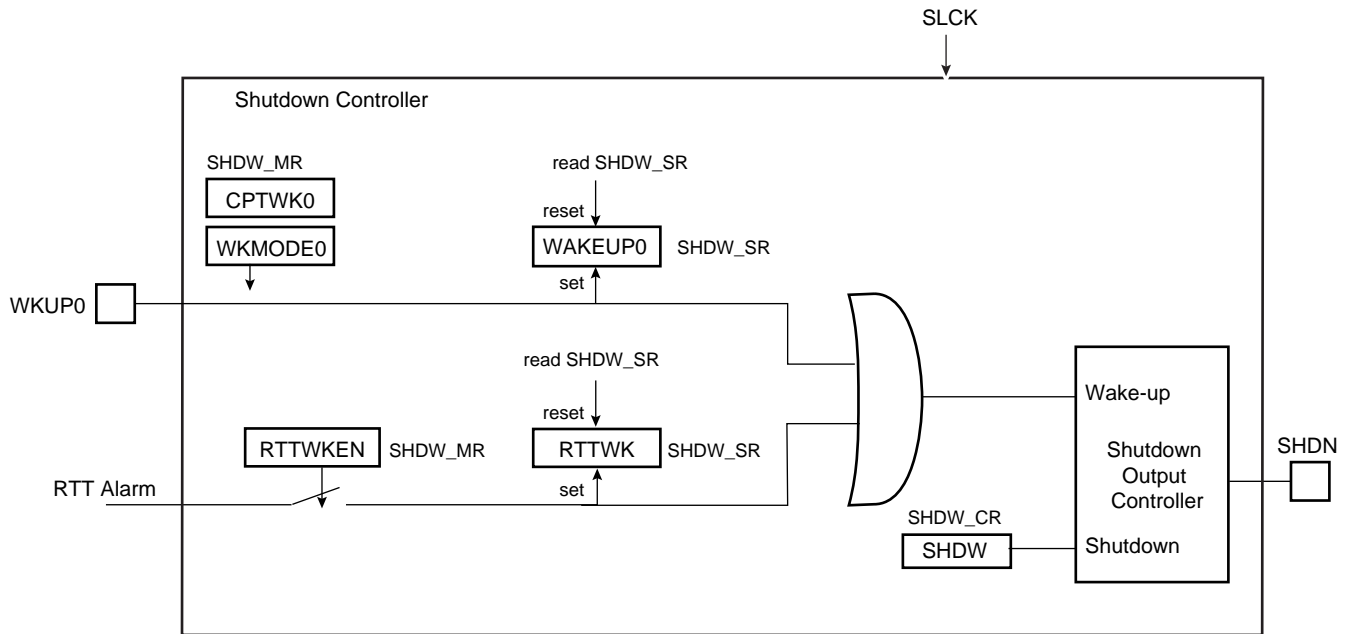 SLCK
Shutdown Controller
SHDW_MR
CPTWK0
WKMODE0
read SHDW_SR
reset
WAKEUP0
SHDW_SR
set
WKUP0
read SHDW_SR
reset
RTTWKEN
SHDW_MR
RTTWK
SHDW_SR
set
RTT Alarm
Wake-up
Shutdown
Output
Controller
SHDN
SHDW_CR
SHDW
Shutdown